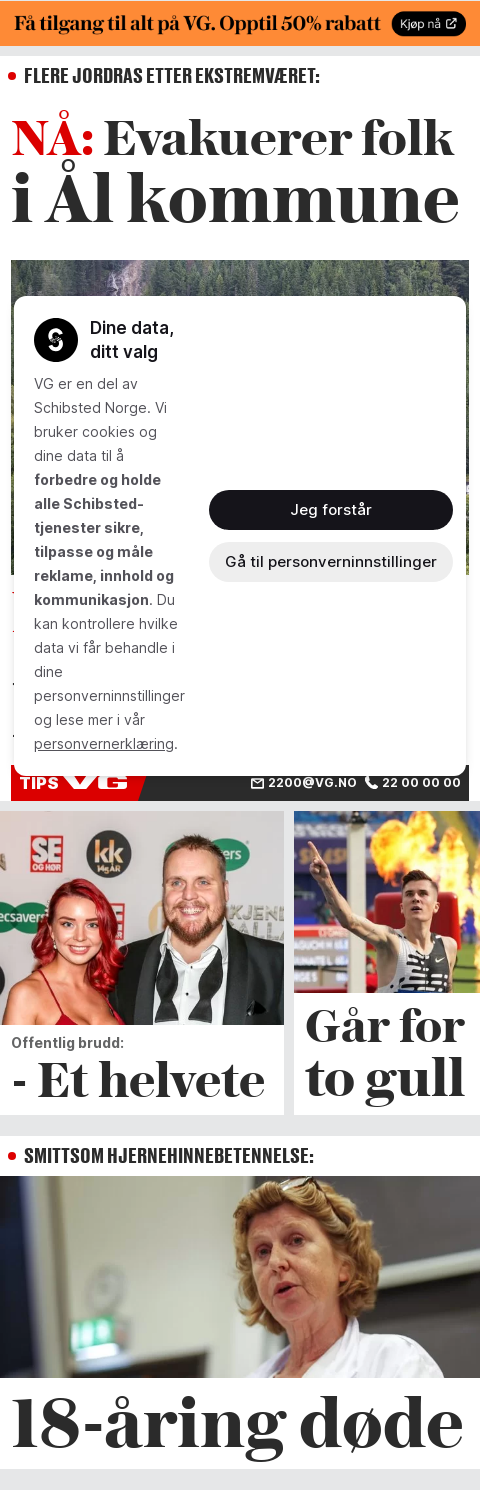 Få tilgang til alt på VG. Opptil 50% rabatt
Kjøp nå
FLERE JORDRAS ETTER EKSTREMVÆRET:
NÅ: Evakuerer folk
i Ål kommune
Dine data,
ditt valg
VG er en del av
Schibsted Norge. Vi
bruker cookies og
dine data til å
forbedre og holde
alle Schibsted-
tjenester sikre,
tilpasse og måle
reklame, innhold og
kommunikasjon. Du
kan kontrollere hvilke
data vi får behandle i
dine
personverninnstillinger
og lese mer i vår
personvernerklæring.
Jeg forstår
Gå til personverninnstillinger
TIPS VG
2200@VG.NO 22 00 00 00
SE
OG HØR
kk
145 ÅR
ecsavers
Offentlig brudd:
- Et helvete
Går for
to gull
SMITTSOM HJERNEHINNEBETENNELSE:
18-åring døde